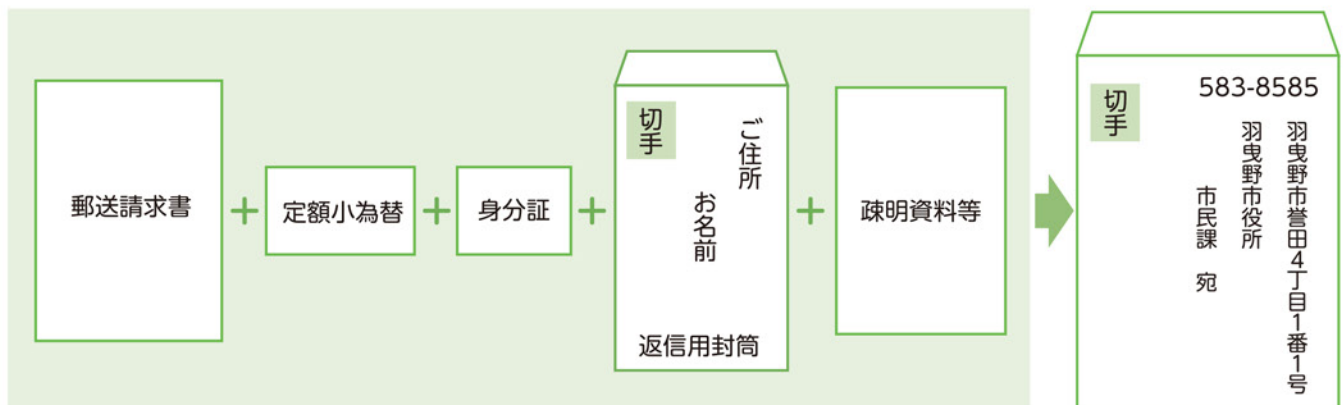 郵送請求書
+
定額小為替
+
身分証
+
切手
ご住所
お名前
返信用封筒
+
疎明資料等
切手
583-8585
羽曳野市誉田4丁目1番1号
羽曳野市役所
市民課 宛